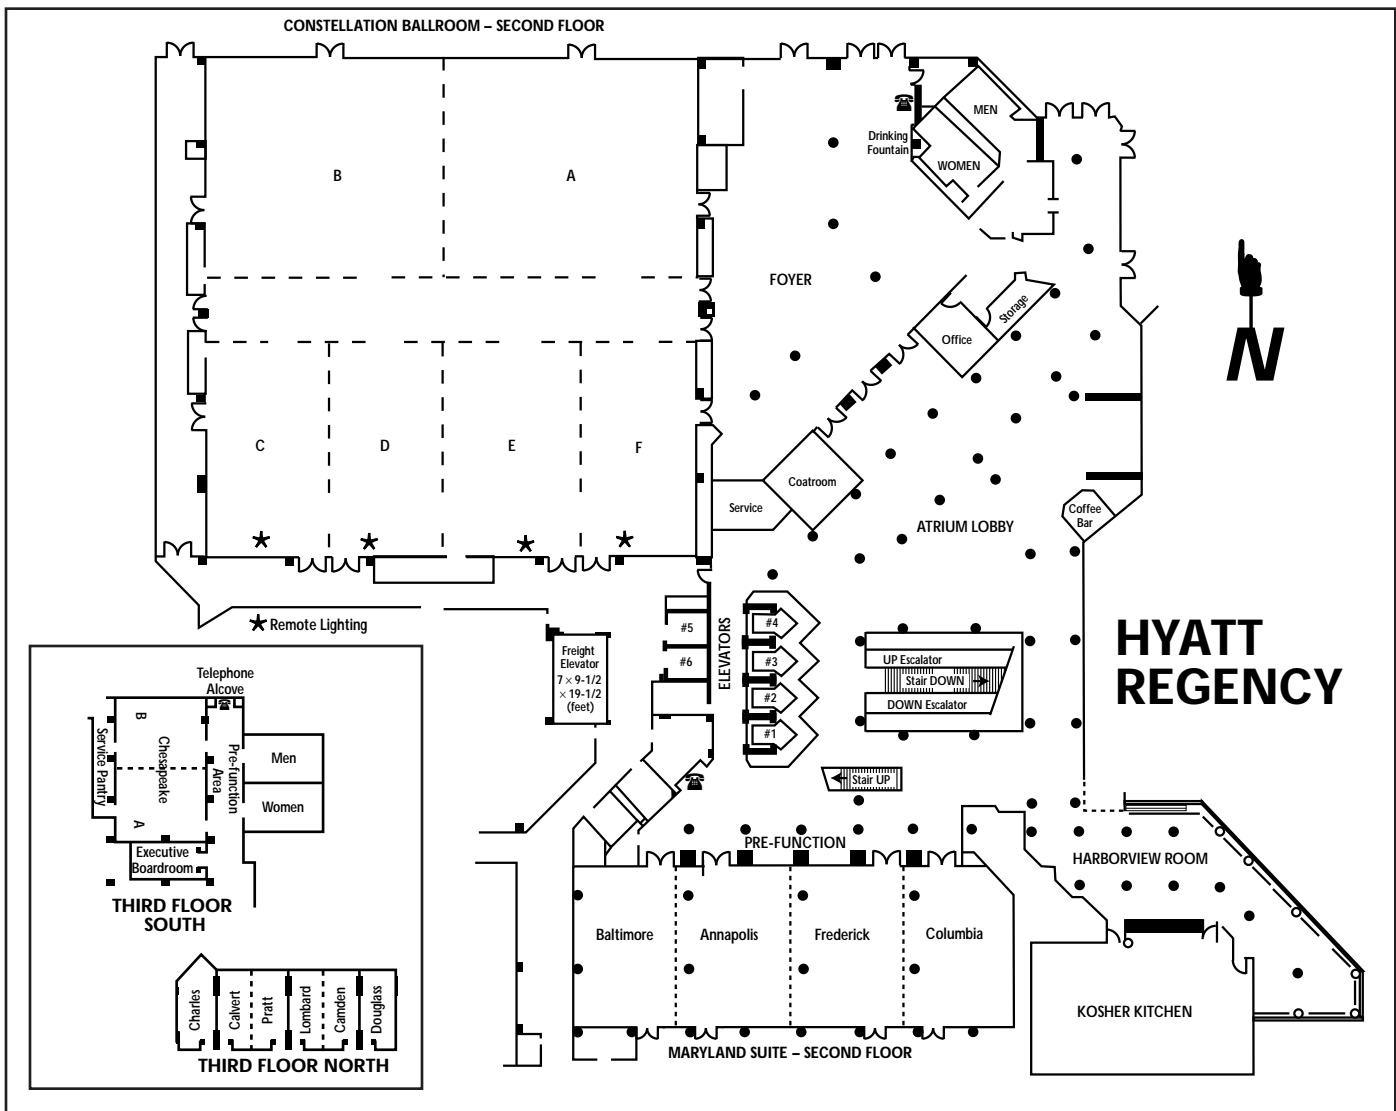 CONSTELLATION BALLROOM – SECOND FLOOR
B
A
MEN
WOMEN
Drinking
Fountain
FOYER
Storage
Office
N
C
D
E
F
Coatroom
Service
ATRIUM LOBBY
Coffee
Bar
Remote Lighting
HYATT
REGENCY
Freight
Elevator
7 × 9-1/2
× 19-1/2
(feet)
#5
#6
ELEVATORS
#4
#3
#2
#1
UP Escalator
Stair DOWN
DOWN Escalator
Stair UP
Telephone
Alcove
Service Pantry
B
Chesapeake
A
Pre-function
Area
Men
Women
Executive
Boardroom
THIRD FLOOR
SOUTH
Charles
Calvert
Pratt
Lombard
Camden
Douglass
THIRD FLOOR NORTH
PRE-FUNCTION
Baltimore
Annapolis
Frederick
Columbia
MARYLAND SUITE – SECOND FLOOR
HARBORVIEW ROOM
KOSHER KITCHEN